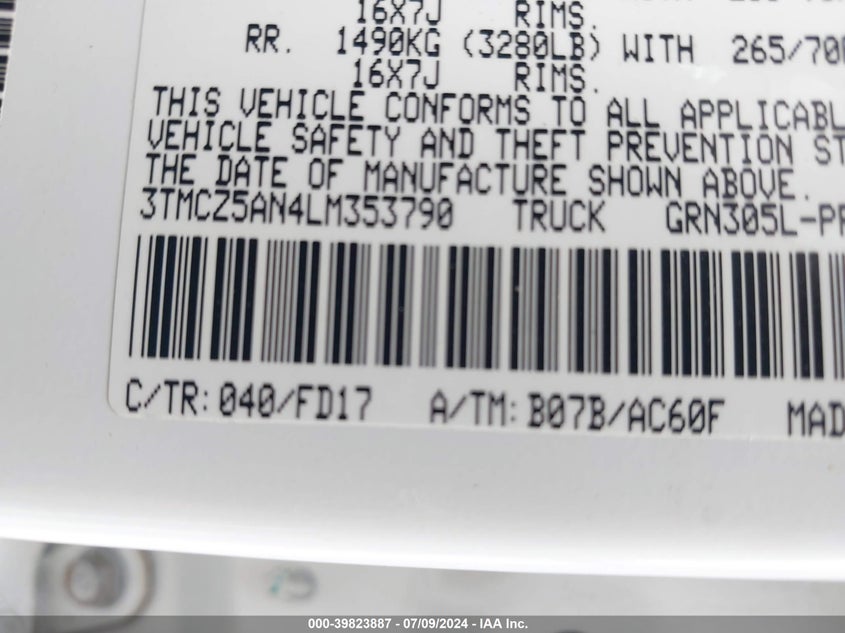 16X7J RIMS.
RR. 1490KG (3280LB) WITH 265/70
16X7J RIMS.
THIS VEHICLE CONFORMS TO ALL APPLICABL
VEHICLE SAFETY AND THEFT PREVENTION ST
THE DATE OF MANUFACTURE SHOWN ABOVE.
3TMCZ5AN4LM353790 TRUCK GRN305L-PR
C/TR: 040/FD17 A/TM: B07B/AC60F MAD
000-39823887 / 07/09/2024 - IAA Inc.